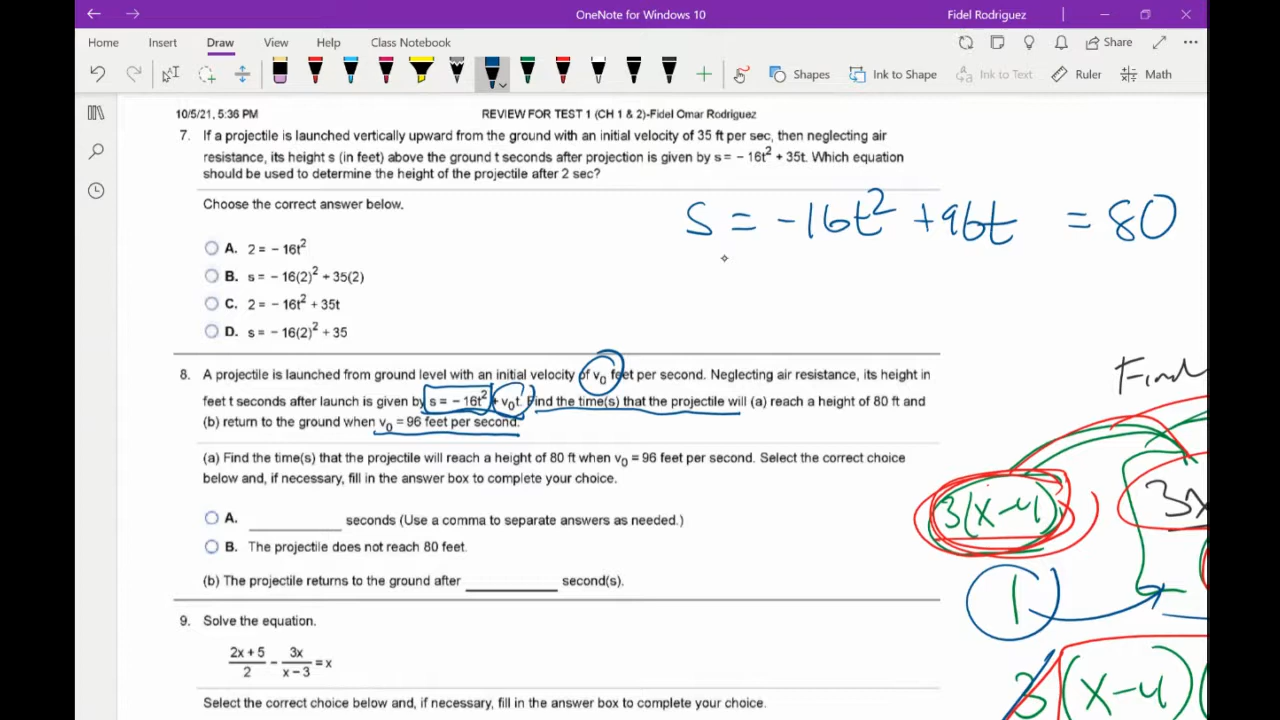 OneNote for Windows 10
Fidel Rodriguez
Home Insert Draw View Help Class Notebook
Share
Shapes Ink to Shape Ink to Text Ruler Math
10/5/21, 5:36 PM REVIEW FOR TEST 1 (CH 1 & 2)-Fidel Omar Rodriguez
7. If a projectile is launched vertically upward from the ground with an initial velocity of 35 ft per sec, then neglecting air
resistance, its height s (in feet) above the ground t seconds after projection is given by s = − 16t² + 35t. Which equation
should be used to determine the height of the projectile after 2 sec?
Choose the correct answer below.
S = -16t² + 96t = 80
A. 2 = − 16t²
B. s = − 16(2)² + 35(2)
C. 2 = − 16t² + 35t
D. s = − 16(2)² + 35
8. A projectile is launched from ground level with an initial velocity of v₀ feet per second. Neglecting air resistance, its height in
feet t seconds after launch is given by s = − 16t² + v₀t. Find the time(s) that the projectile will (a) reach a height of 80 ft and
(b) return to the ground when v₀ = 96 feet per second.
Find
(a) Find the time(s) that the projectile will reach a height of 80 ft when v₀ = 96 feet per second. Select the correct choice
below and, if necessary, fill in the answer box to complete your choice.
3(x-4)
3x
A. seconds (Use a comma to separate answers as needed.)
B. The projectile does not reach 80 feet.
(b) The projectile returns to the ground after second(s).
1
9. Solve the equation.
2x + 5 / 2 − 3x / x − 3 = x
3(x-4)(
Select the correct choice below and, if necessary, fill in the answer box to complete your choice.